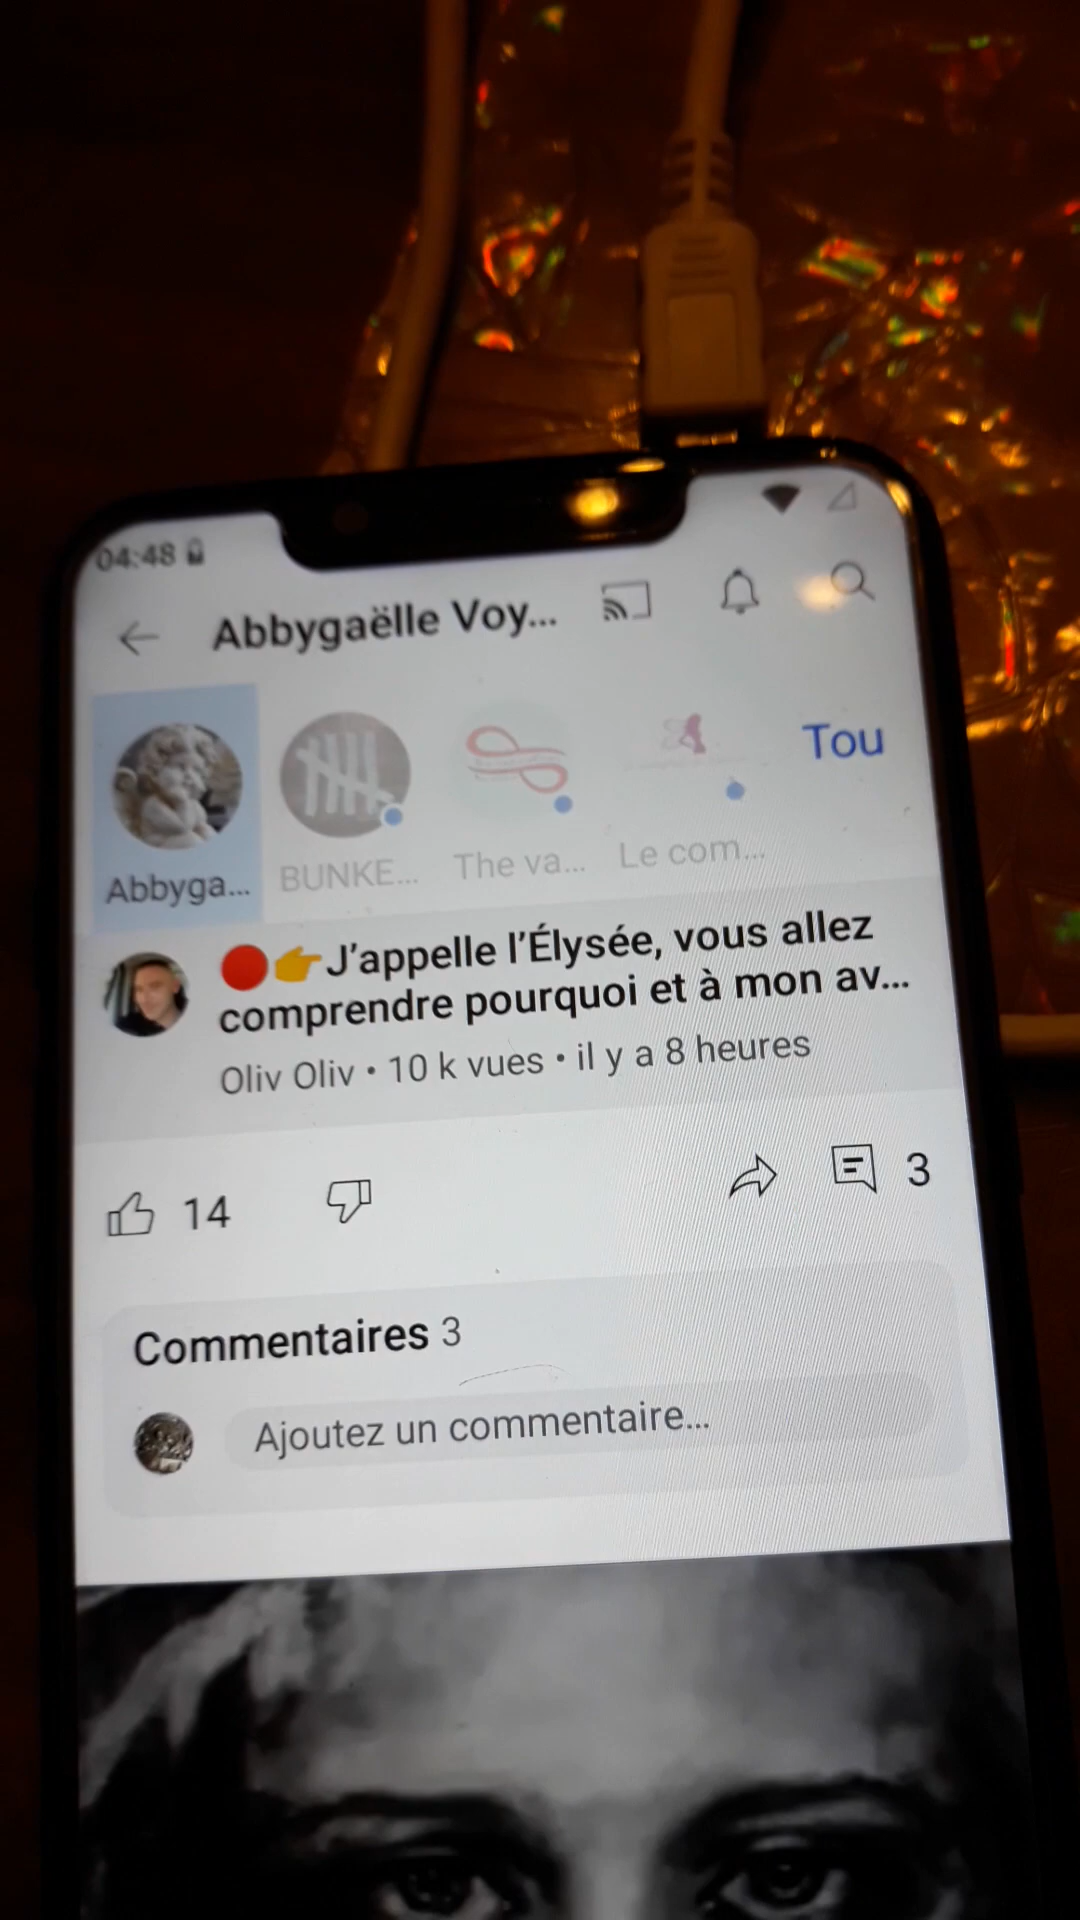 04:48
Abbygaëlle Voy...
Tou
Abbyga...
BUNKE...
The va...
Le com...
🔴👉J'appelle l'Élysée, vous allez
comprendre pourquoi et à mon av...
Oliv Oliv • 10 k vues • il y a 8 heures
14
3
Commentaires 3
Ajoutez un commentaire...